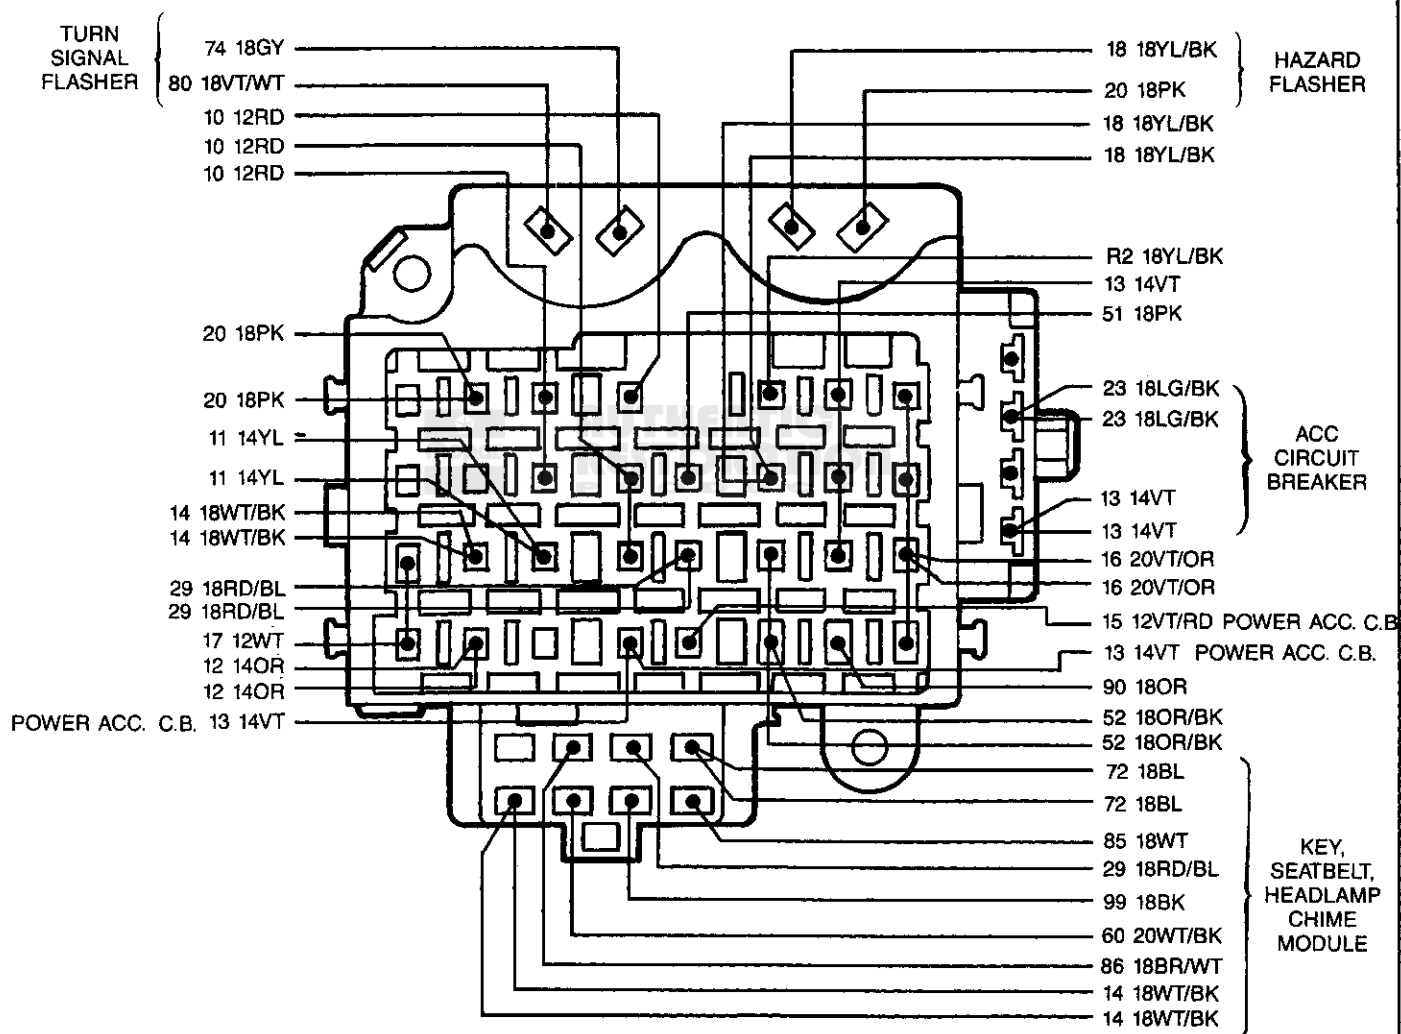 TURN
SIGNAL
FLASHER
74 18GY
80 18VT/WT
10 12RD
10 12RD
10 12RD
20 18PK
20 18PK
11 14YL
11 14YL
14 18WT/BK
14 18WT/BK
29 18RD/BL
29 18RD/BL
17 12WT
12 14OR
12 14OR
POWER ACC. C.B. 13 14VT
18 18YL/BK
20 18PK
HAZARD
FLASHER
18 18YL/BK
18 18YL/BK
R2 18YL/BK
13 14VT
51 18PK
23 18LG/BK
23 18LG/BK
ACC
CIRCUIT
BREAKER
13 14VT
13 14VT
16 20VT/OR
16 20VT/OR
15 12VT/RD POWER ACC. C.B
13 14VT POWER ACC. C.B.
90 18OR
52 18OR/BK
52 18OR/BK
72 18BL
72 18BL
85 18WT
29 18RD/BL
99 18BK
60 20WT/BK
86 18BR/WT
14 18WT/BK
14 18WT/BK
KEY,
SEATBELT,
HEADLAMP
CHIME
MODULE